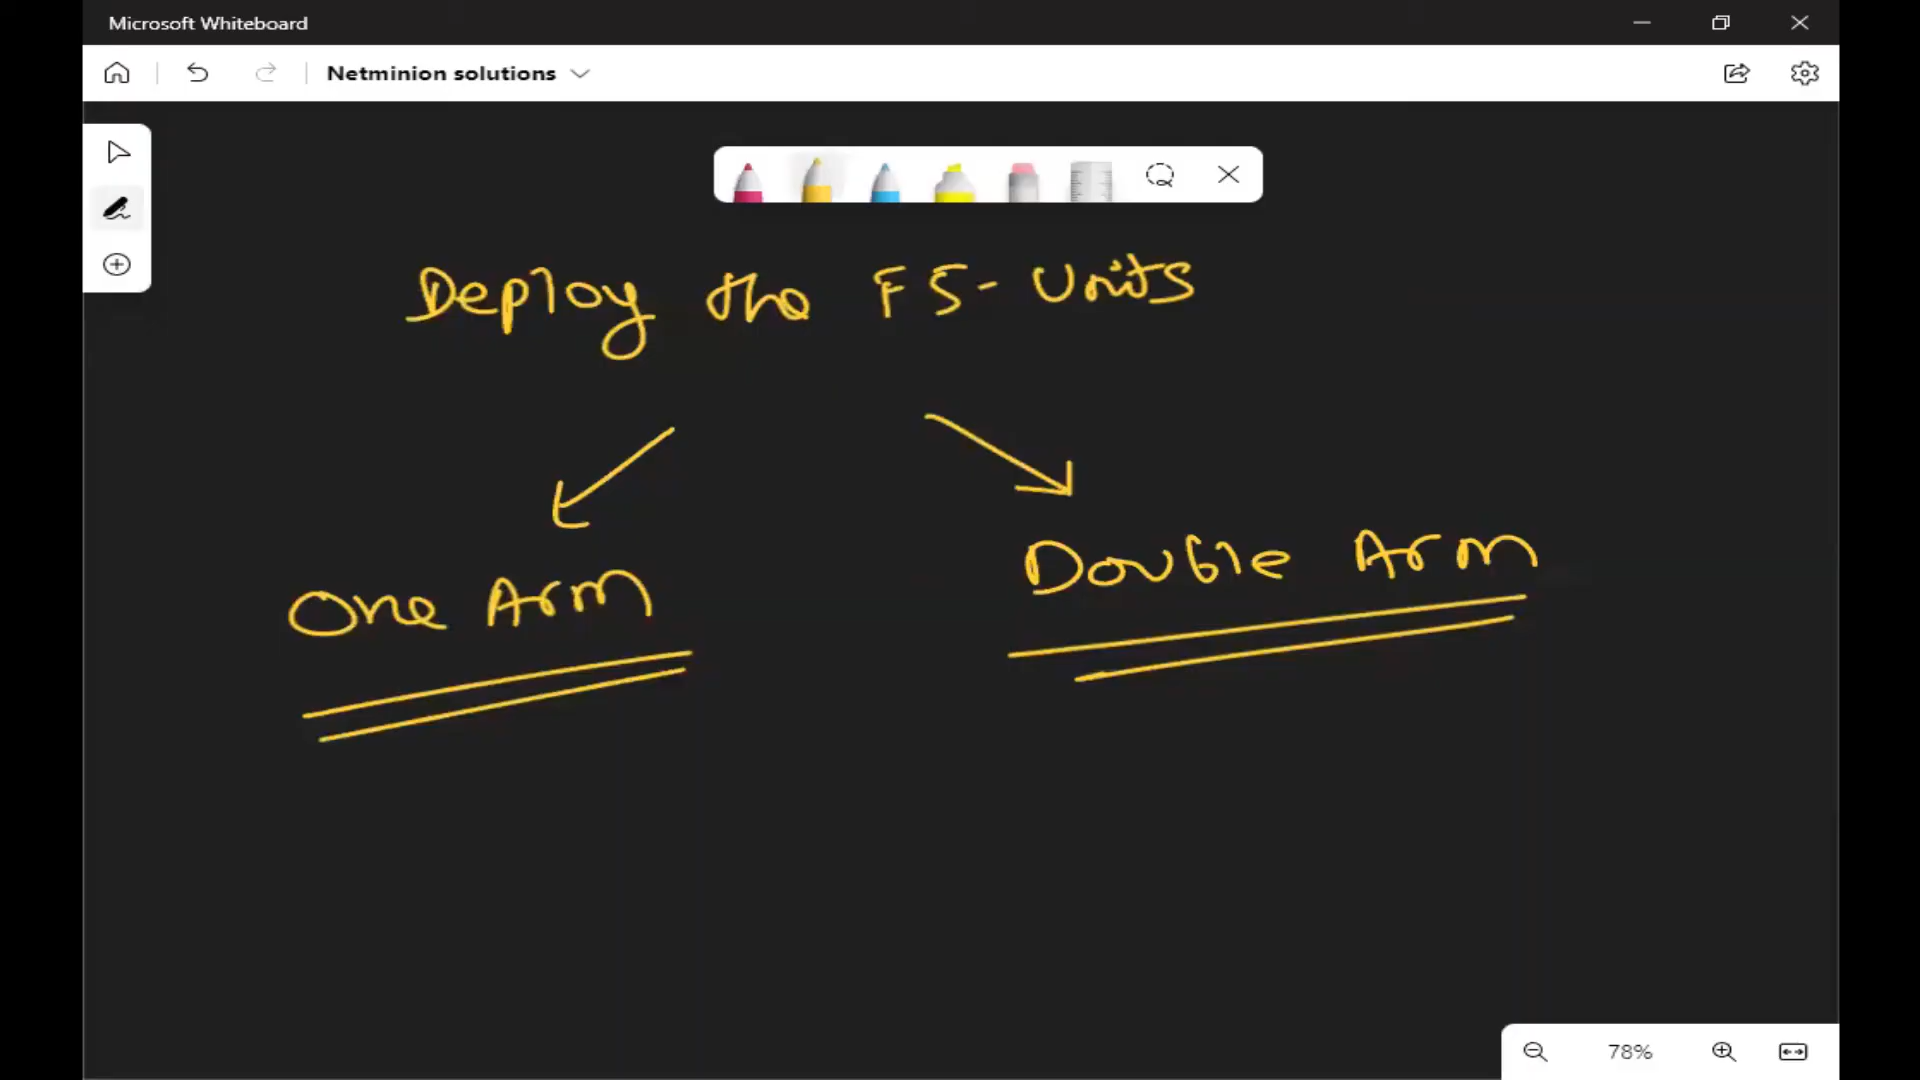 Microsoft Whiteboard
Netminion solutions
Deploy the F5-Units
One Arm
Double Arm
78%